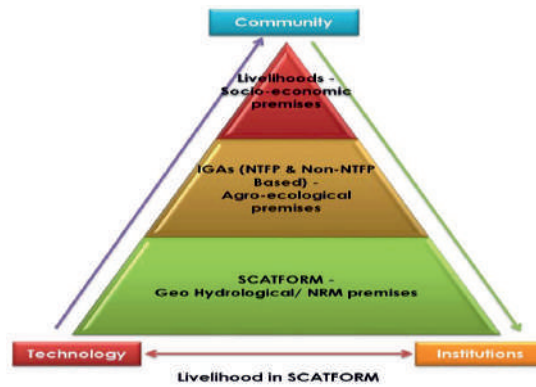 Community
Livelihoods -
Socio-economic
premises
IGAs (NTFP & Non-NTFP
Based) -
Agro-ecological
premises
SCATFORM -
Geo Hydrological/ NRM premises
Technology
Institutions
Livelihood in SCATFORM